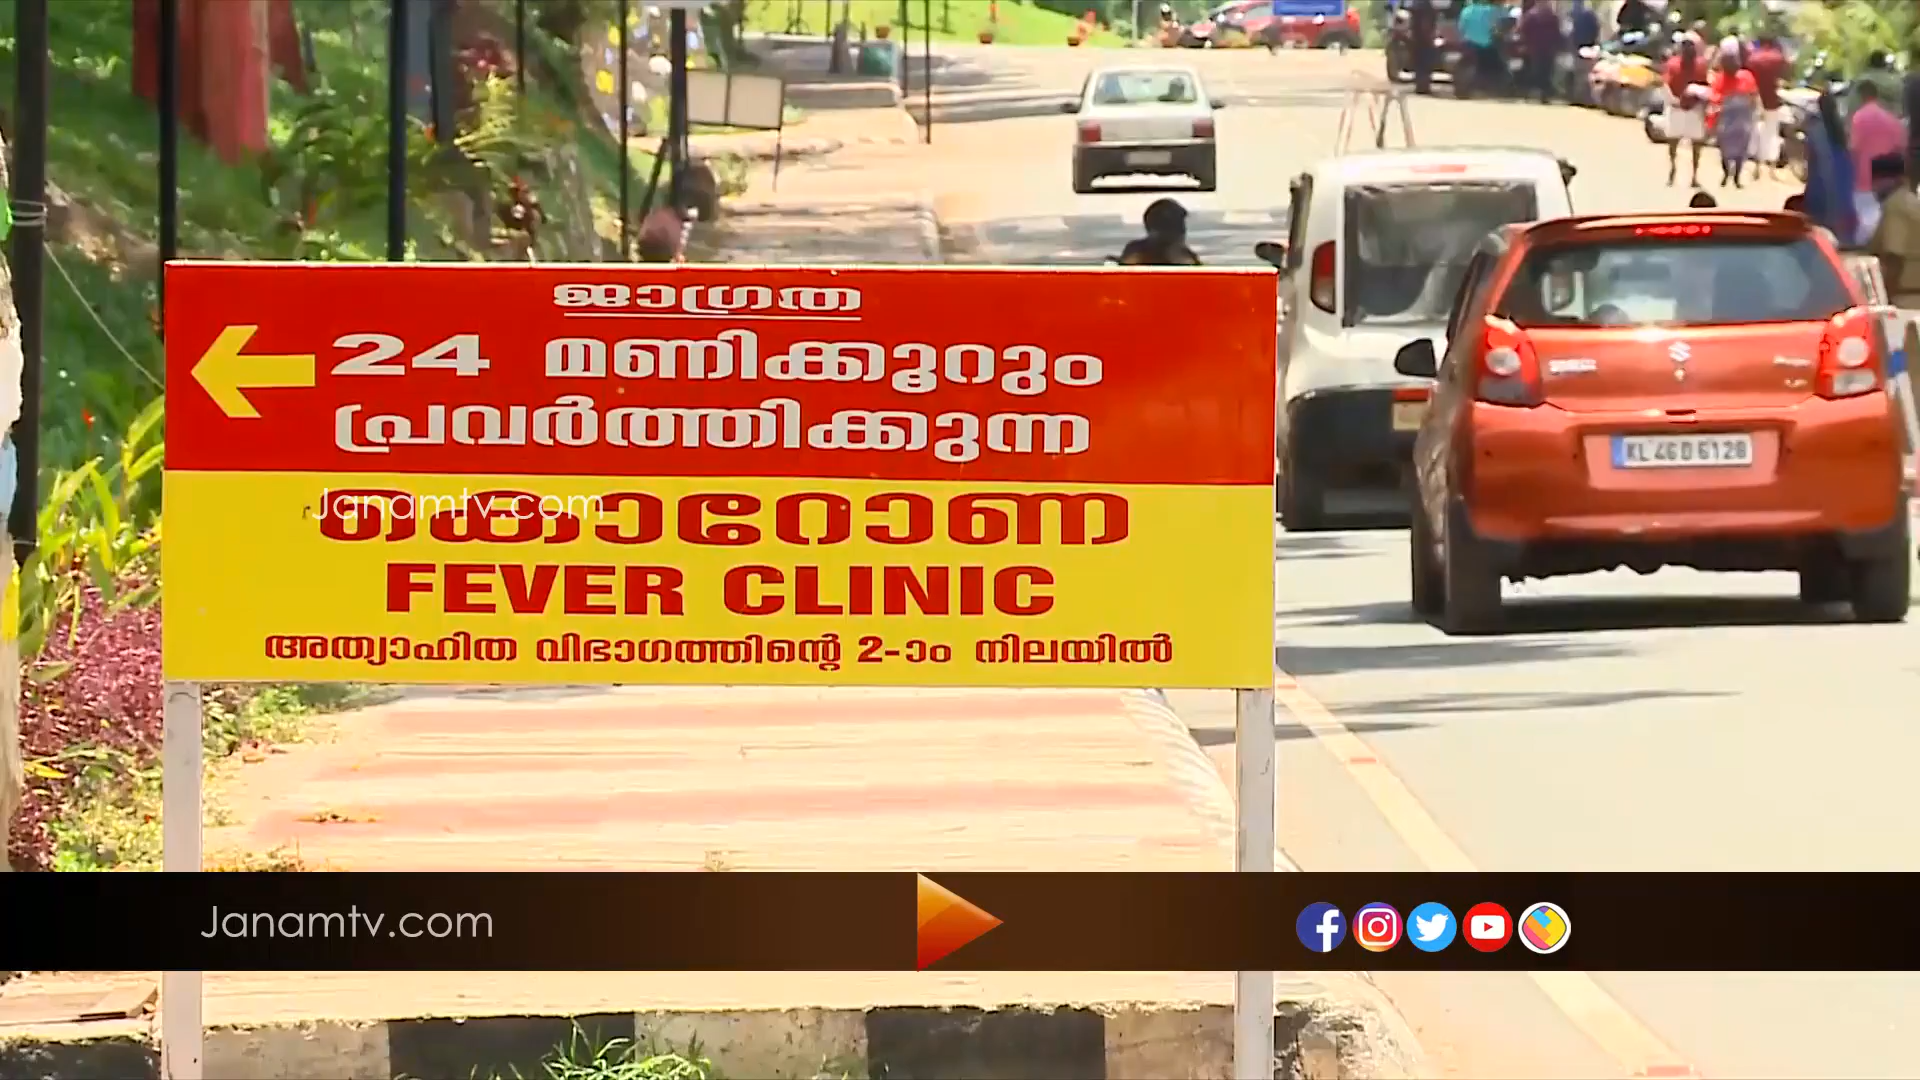 ജാഗ്രത
24 മണിക്കൂറും
പ്രവർത്തിക്കുന്ന
Janamtv.com
കൊറോണ
FEVER CLINIC
അത്യാഹിത വിഭാഗത്തിന്റെ 2-ാം നിലയിൽ
KL 46 D 6128
Janamtv.com